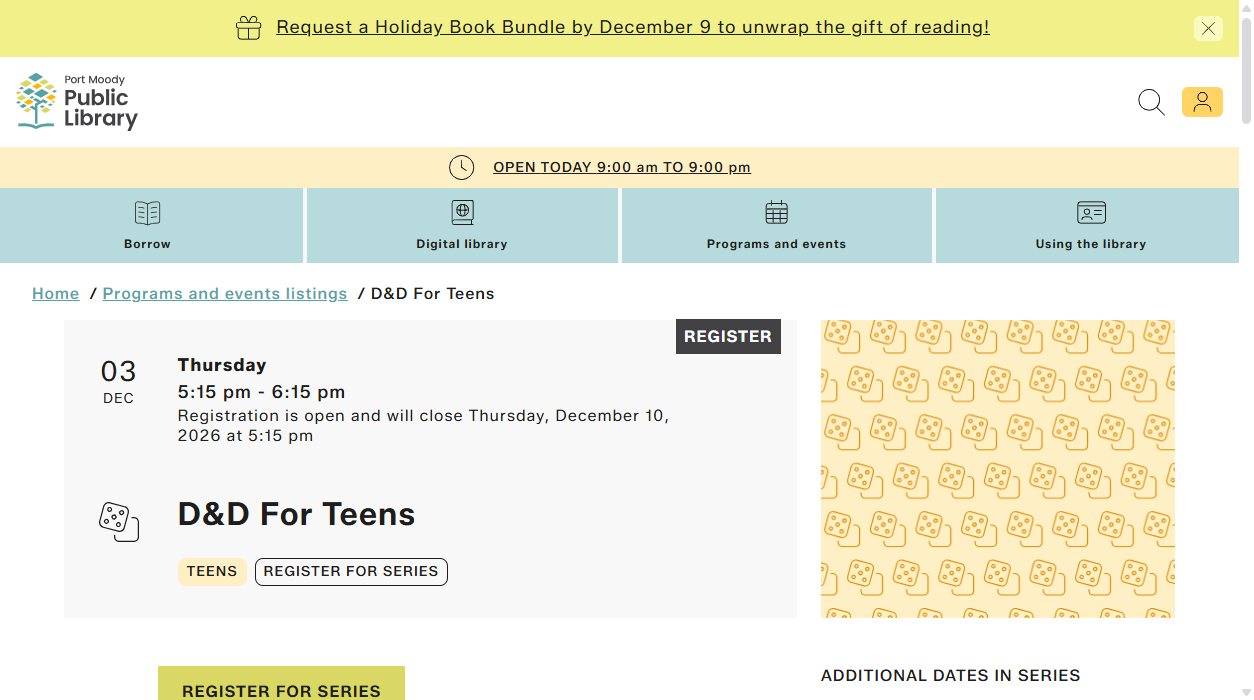 Request a Holiday Book Bundle by December 9 to unwrap the gift of reading!
Port Moody
Public
Library
OPEN TODAY 9:00 am TO 9:00 pm
Borrow
Digital library
Programs and events
Using the library
Home / Programs and events listings / D&D For Teens
REGISTER
03
DEC
Thursday
5:15 pm - 6:15 pm
Registration is open and will close Thursday, December 10,
2026 at 5:15 pm
D&D For Teens
TEENS
REGISTER FOR SERIES
REGISTER FOR SERIES
ADDITIONAL DATES IN SERIES